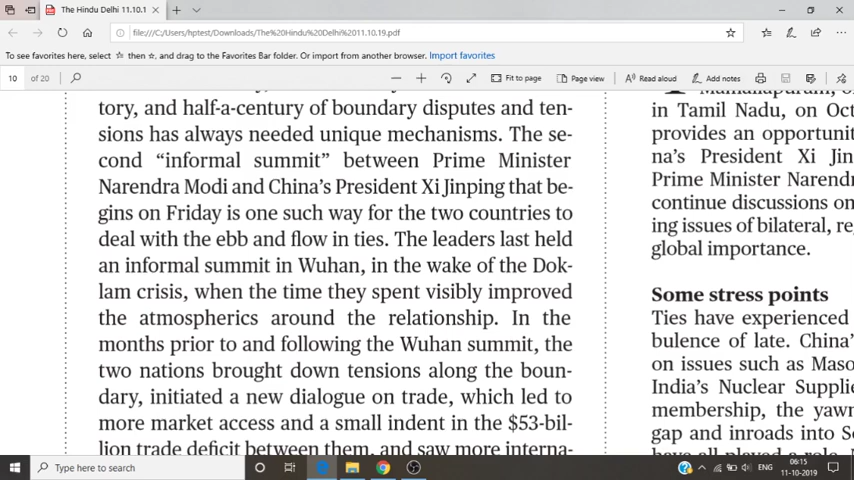 The Hindu Delhi 11.10.1
file:///C:/Users/hptest/Downloads/The%20Hindu%20Delhi%2011.10.19.pdf
To see favorites here, select ☆ then ☆, and drag to the Favorites Bar folder. Or import from another browser. Import favorites
10 of 20
Fit to page
Page view
Read aloud
Add notes
tory, and half-a-century of boundary disputes and ten-
sions has always needed unique mechanisms. The se-
cond “informal summit” between Prime Minister
Narendra Modi and China’s President Xi Jinping that be-
gins on Friday is one such way for the two countries to
deal with the ebb and flow in ties. The leaders last held
an informal summit in Wuhan, in the wake of the Dok-
lam crisis, when the time they spent visibly improved
the atmospherics around the relationship. In the
months prior to and following the Wuhan summit, the
two nations brought down tensions along the boun-
dary, initiated a new dialogue on trade, which led to
more market access and a small indent in the $53-bil-
lion trade deficit between them, and saw more interna-
in Tamil Nadu, on Oct
provides an opportunit
na’s President Xi Jin
Prime Minister Narend
continue discussions on
ing issues of bilateral, re
global importance.
Some stress points
Ties have experienced
bulence of late. China’
on issues such as Maso
India’s Nuclear Supplie
membership, the yawn
gap and inroads into S
Type here to search
ENG
06:15
11-10-2019